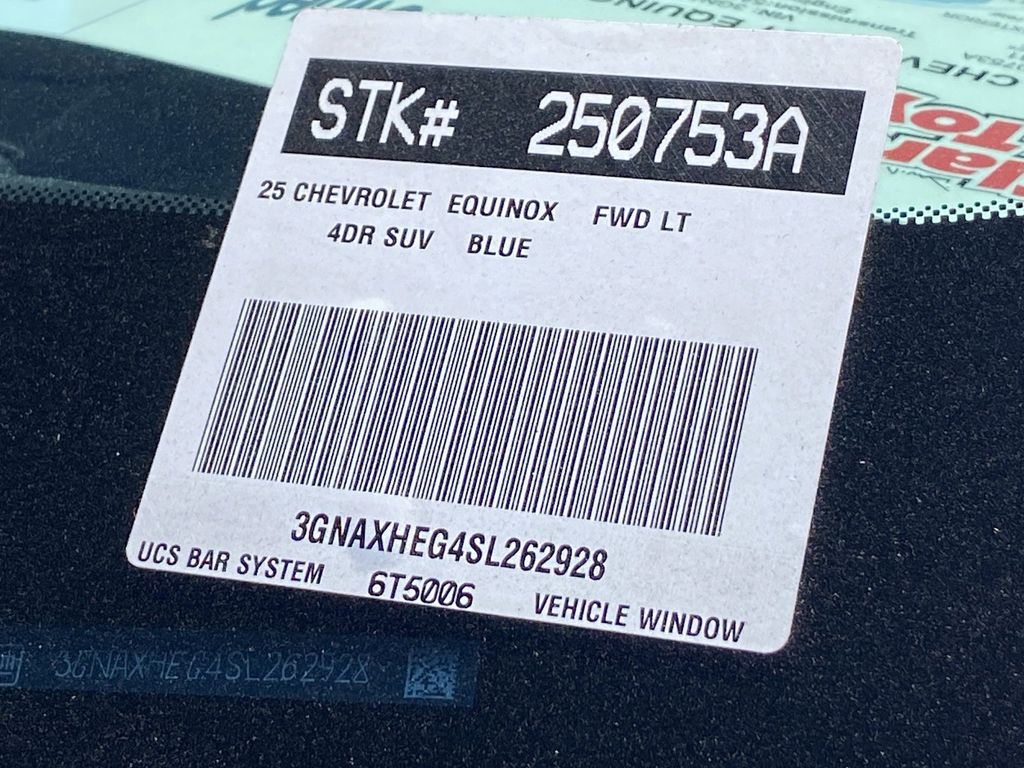 STK# 250753A
25 CHEVROLET EQUINOX FWD LT
4DR SUV BLUE
3GNAXHEG4SL262928
UCS BAR SYSTEM 6T5006 VEHICLE WINDOW
3GNAXHEG4SL262928